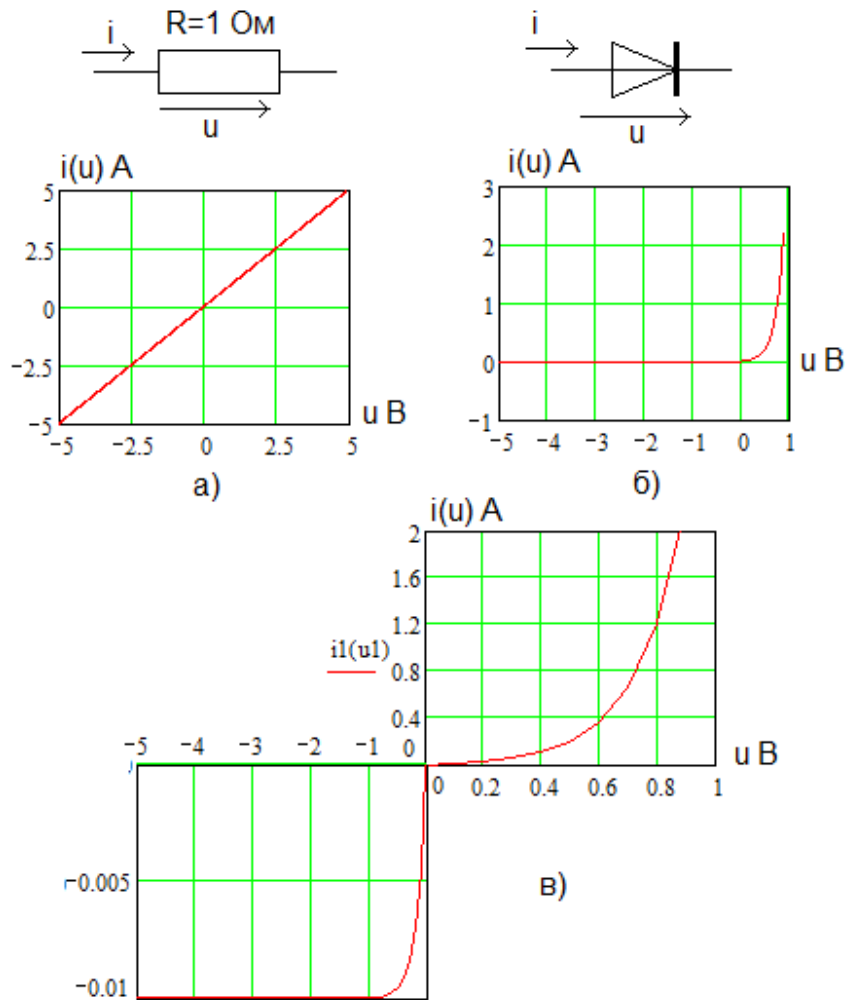 R=1 Ом
i
u
i
u
i(u) A
5
2.5
0
−2.5
−5
−5 −2.5 0 2.5 5
u B
а)
i(u) A
3
2
1
0
−1
−5 −4 −3 −2 −1 0 1
u B
б)
i(u) A
2
1.6
1.2
0.8
0.4
i1(u1)
−5 −4 −3 −2 −1 0
0 0.2 0.4 0.6 0.8 1
u B
−0.005
−0.01
в)